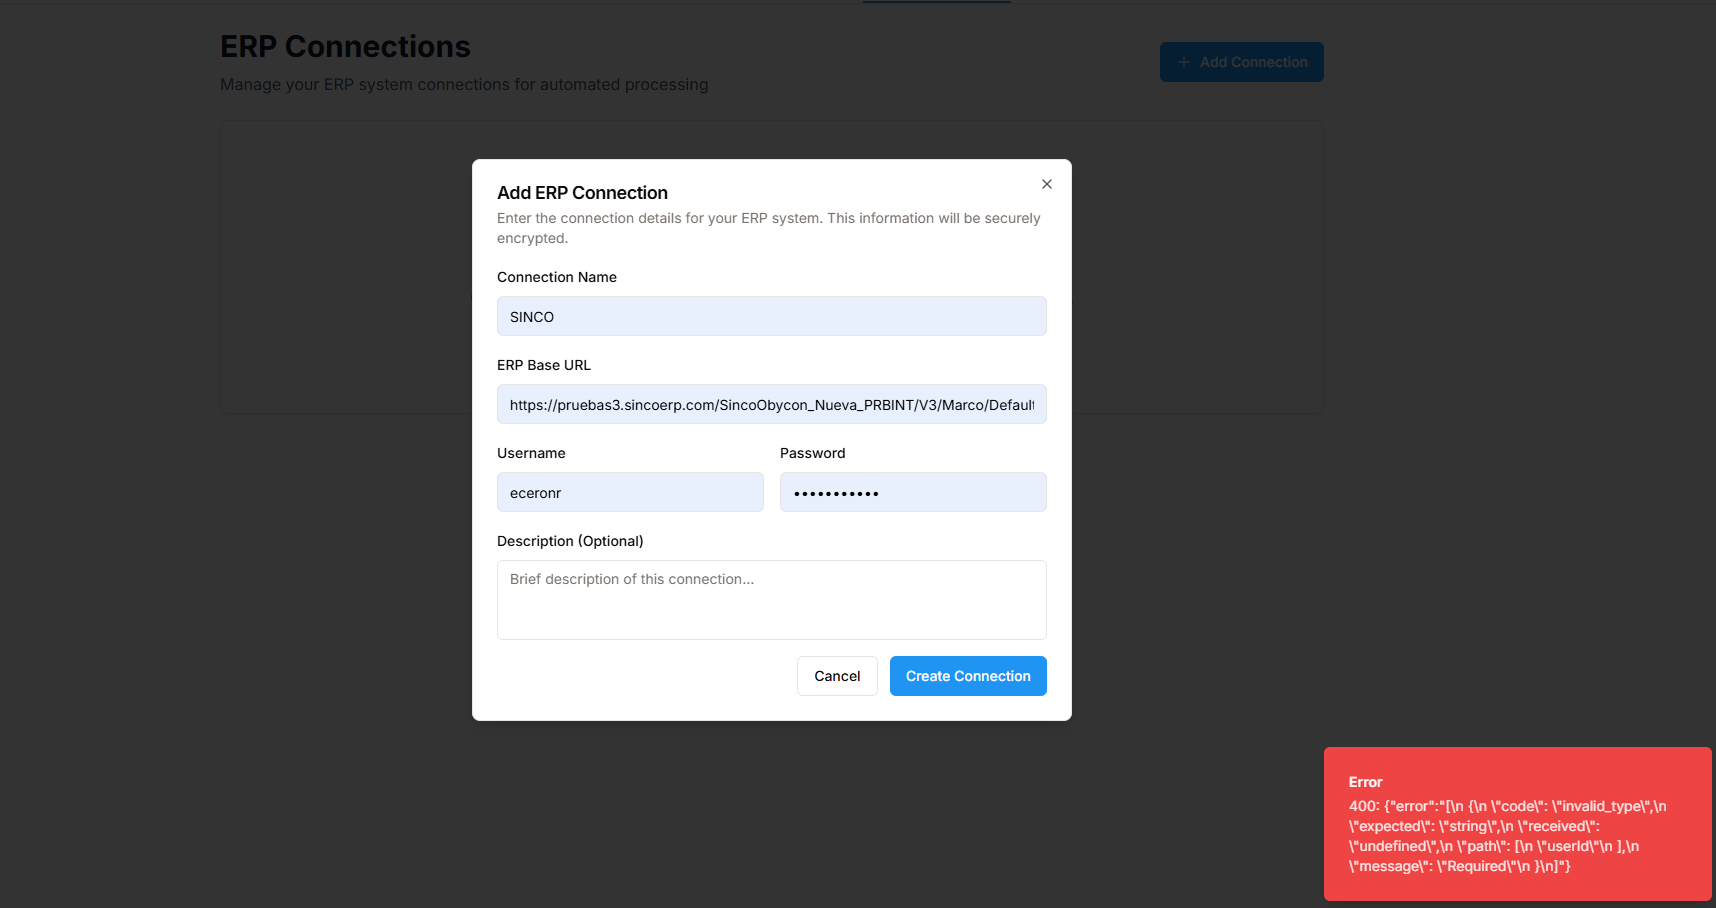 ERP Connections
Manage your ERP system connections for automated processing
+ Add Connection
Add ERP Connection
Enter the connection details for your ERP system. This information will be securely
encrypted.
Connection Name
SINCO
ERP Base URL
https://pruebas3.sincoerp.com/SincoObycon_Nueva_PRBINT/V3/Marco/Default
Username
Password
eceronr
•••••••••••
Description (Optional)
Brief description of this connection...
Cancel
Create Connection
Error
400: {"error":"[\n {\n \"code\": \"invalid_type\",\n
\"expected\": \"string\",\n \"received\":
\"undefined\",\n \"path\": [\n \"userId\"\n ],\n
\"message\": \"Required\"\n }\n]"}